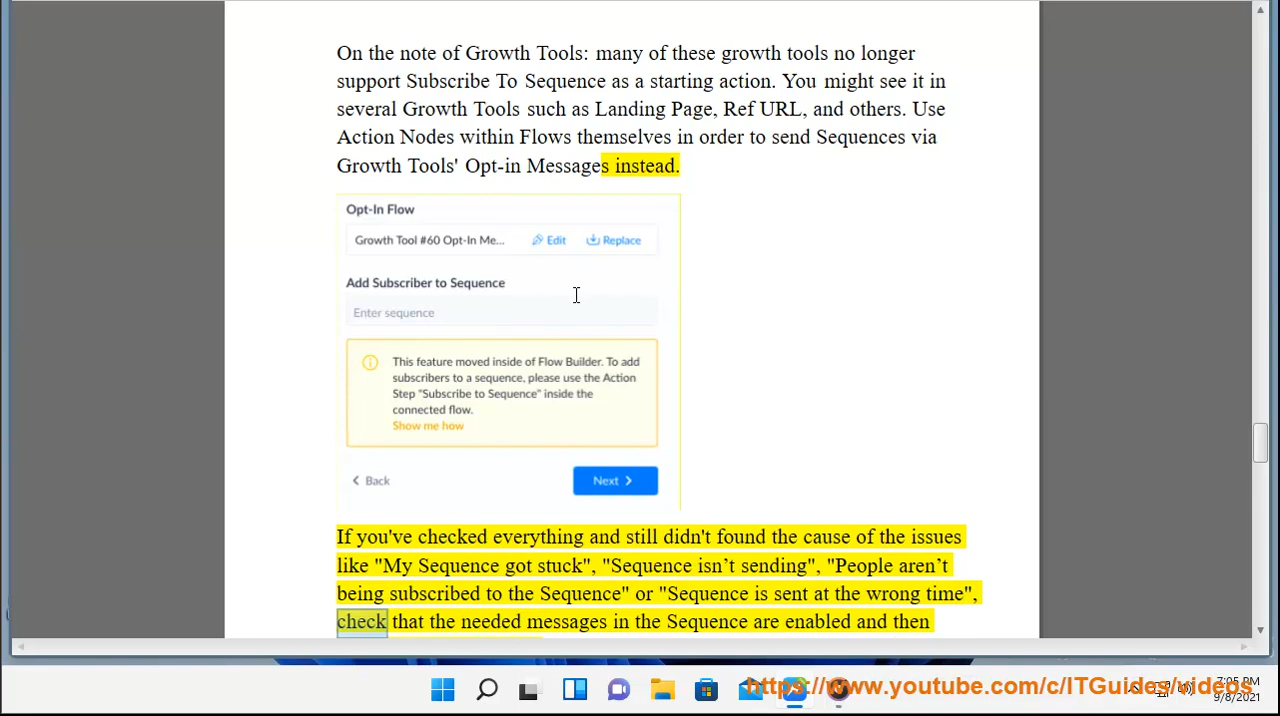 On the note of Growth Tools: many of these growth tools no longer
support Subscribe To Sequence as a starting action. You might see it in
several Growth Tools such as Landing Page, Ref URL, and others. Use
Action Nodes within Flows themselves in order to send Sequences via
Growth Tools' Opt-in Messages instead.
Opt-In Flow
Growth Tool #60 Opt-In Me... Edit Replace
Add Subscriber to Sequence
Enter sequence
This feature moved inside of Flow Builder. To add
subscribers to a sequence, please use the Action
Step "Subscribe to Sequence" inside the
connected flow.
Show me how
Back Next
If you've checked everything and still didn't found the cause of the issues
like "My Sequence got stuck", "Sequence isn’t sending", "People aren’t
being subscribed to the Sequence" or "Sequence is sent at the wrong time",
check that the needed messages in the Sequence are enabled and then
https://www.youtube.com/c/ITGuides/videos
7:05 PM
9/8/2021